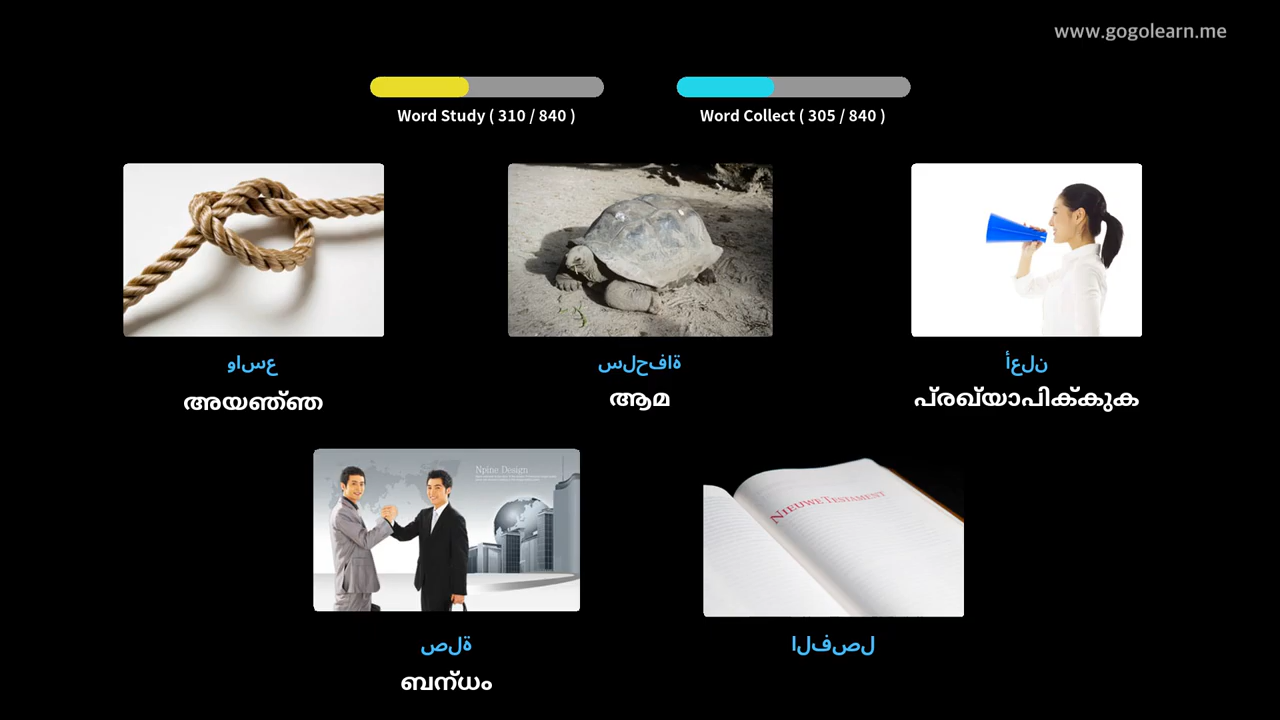 www.gogolearn.me
Word Study ( 310 / 840 )
Word Collect ( 305 / 840 )
واسع
سلحفاة
أعلن
അയഞ്ഞ
ആമ
പ്രഖ്യാപിക്കുക
Npine Design
NIEUWE TESTAMENT
صلة
الفصل
ബന്ധം